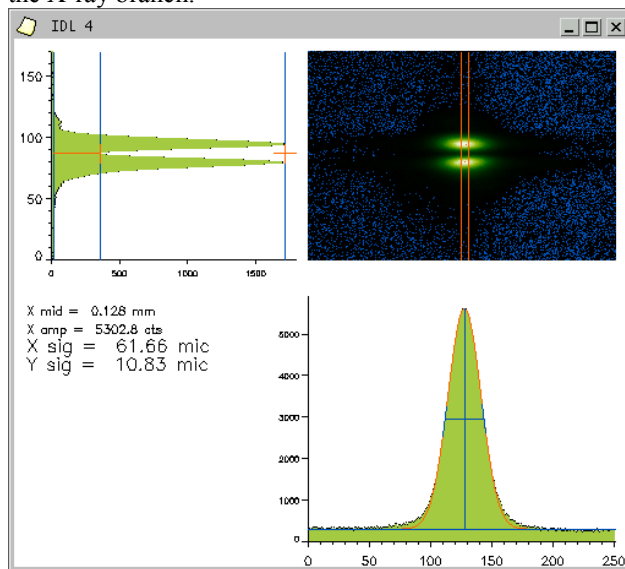 the X-ray branch.
IDL 4
150
100
50
0
0 500 1000 1500
X mid = 0.128 mm
X amp = 5302.8 cts
X sig = 61.66 mic
Y sig = 10.83 mic
5000
4000
3000
2000
1000
0
0 50 100 150 200 250